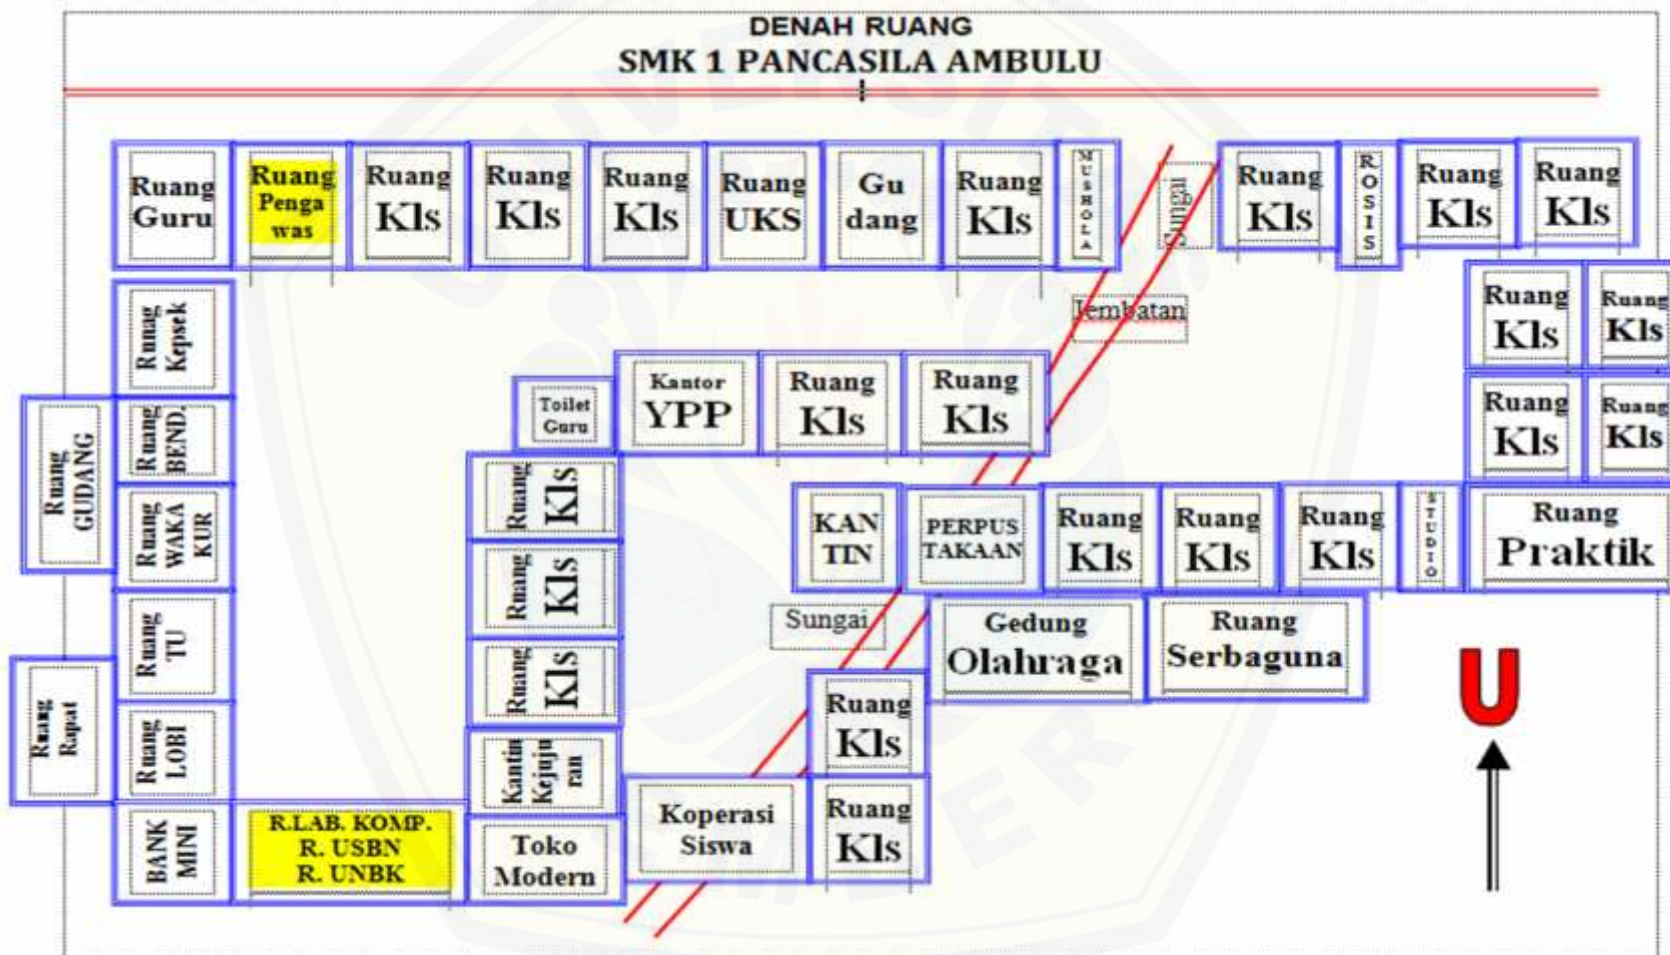 DENAH RUANG
SMK 1 PANCASILA AMBULU
Ruang
Guru
Ruang
Penga
was
Ruang
Kls
Ruang
Kls
Ruang
Kls
Ruang
UKS
Gu
dang
Ruang
Kls
MUSHOLA
Sungai
Ruang
Kls
ROSIS
Ruang
Kls
Ruang
Kls
Jembatan
Ruang
Kls
Ruang
Kls
Runag
Kepsek
Toilet
Guru
Kantor
YPP
Ruang
Kls
Ruang
Kls
Ruang
Kls
Ruang
Kls
Ruang
GUDANG
Ruang
BEND.
Ruang
Kls
Ruang
WAKA
KUR
KAN
TIN
PERPUS
TAKAAN
Ruang
Kls
Ruang
Kls
Ruang
Kls
STUDIO
Ruang
Praktik
Ruang
Kls
Ruang
TU
Sungai
Gedung
Olahraga
Ruang
Serbaguna
U
Ruang
Kls
Ruang
Rapat
Ruang
LOBI
Kantin
Kejuju
ran
Ruang
Kls
BANK
MINI
R.LAB. KOMP.
R. USBN
R. UNBK
Toko
Modern
Koperasi
Siswa
Ruang
Kls